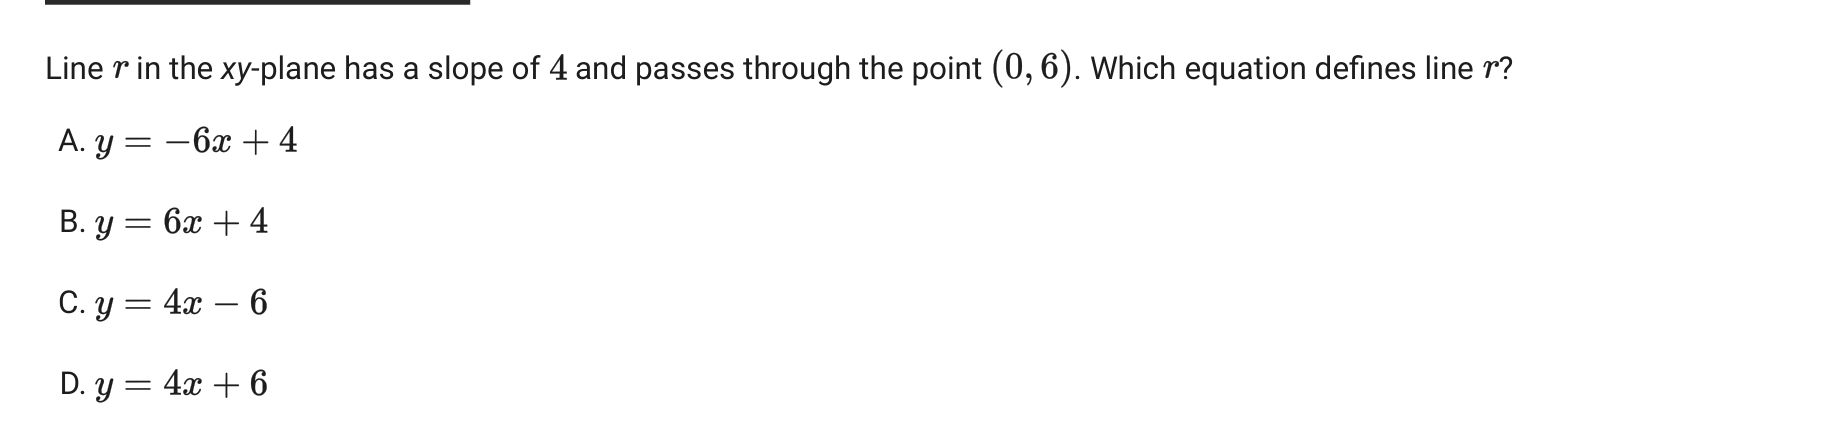 Line r in the xy-plane has a slope of 4 and passes through the point (0, 6). Which equation defines line r?
A. y = −6x + 4
B. y = 6x + 4
C. y = 4x − 6
D. y = 4x + 6